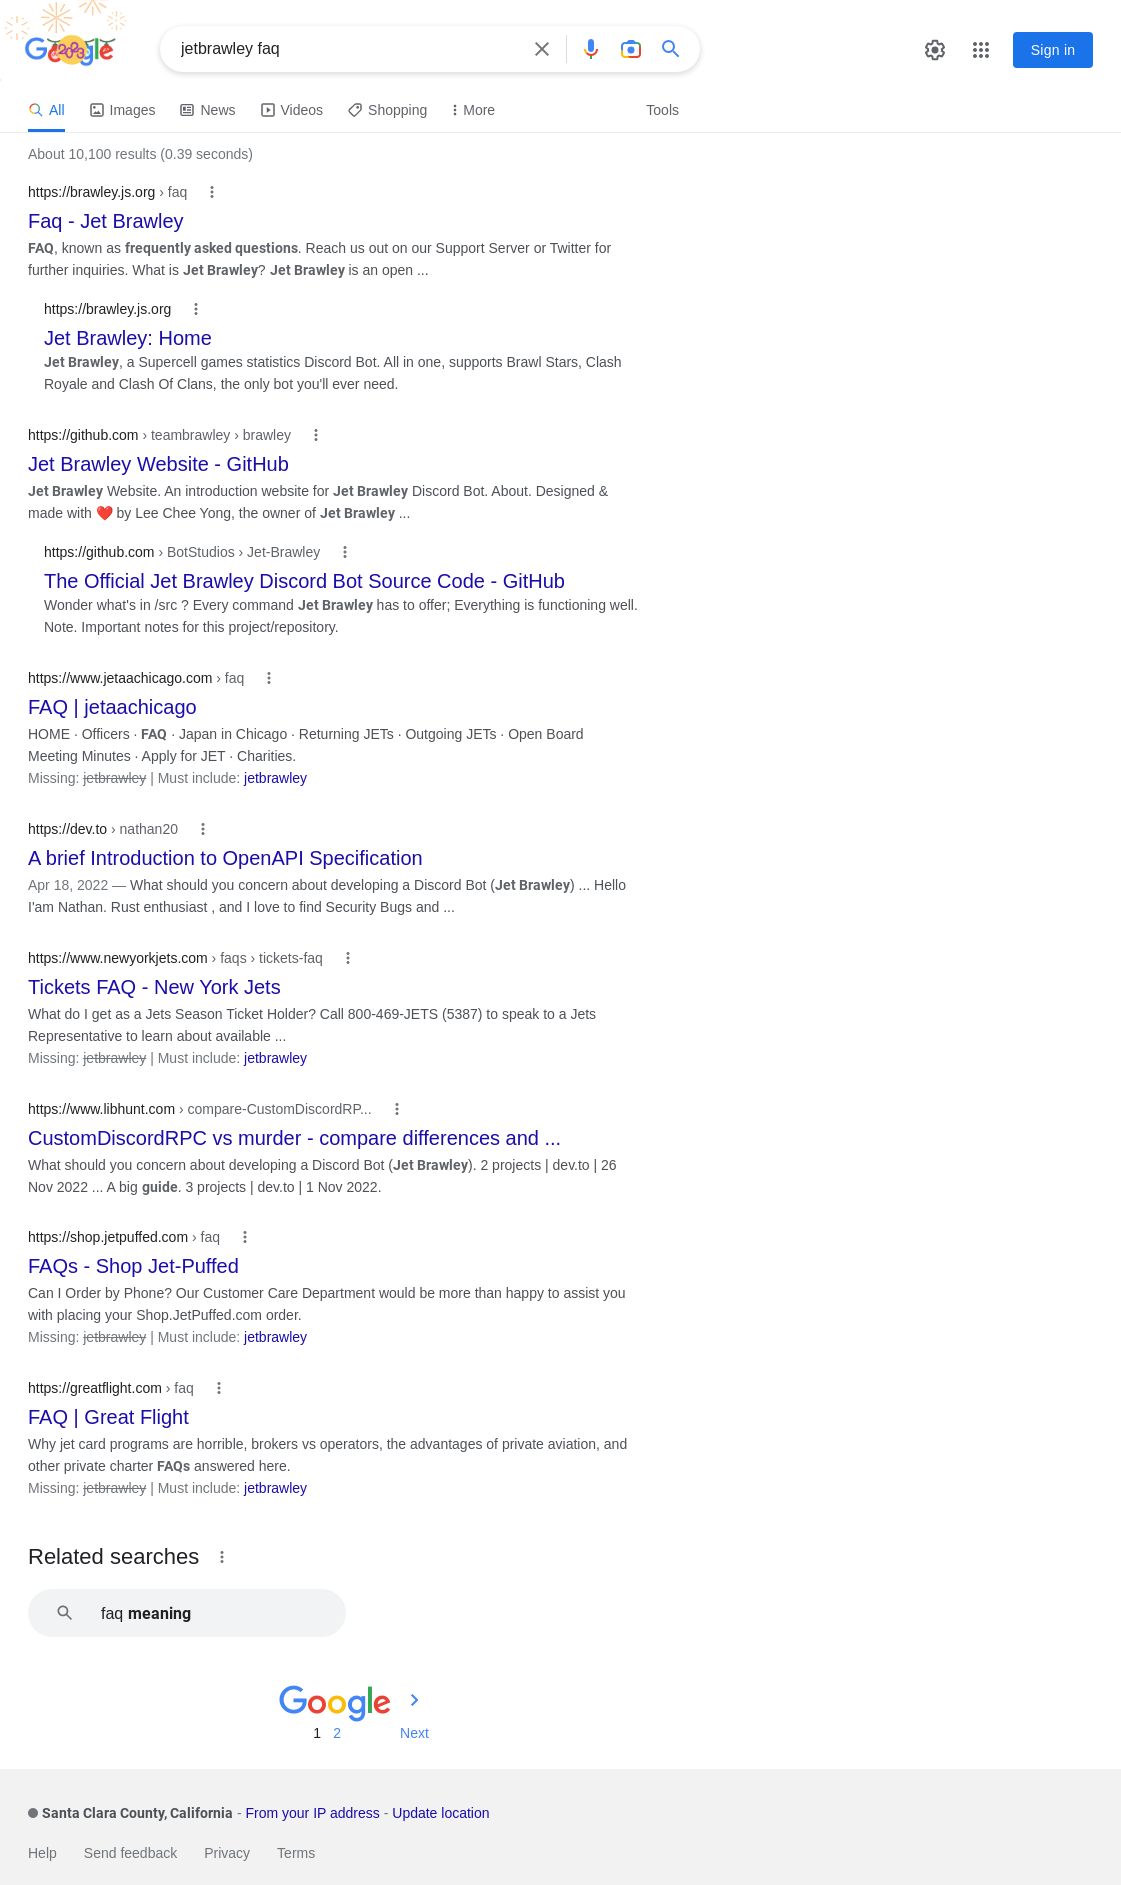 Google
2023
jetbrawley faq
Sign in
All Images News Videos Shopping More Tools
About 10,100 results (0.39 seconds)
https://brawley.js.org › faq
Faq - Jet Brawley
FAQ, known as frequently asked questions. Reach us out on our Support Server or Twitter for
further inquiries. What is Jet Brawley? Jet Brawley is an open ...
https://brawley.js.org
Jet Brawley: Home
Jet Brawley, a Supercell games statistics Discord Bot. All in one, supports Brawl Stars, Clash
Royale and Clash Of Clans, the only bot you'll ever need.
https://github.com › teambrawley › brawley
Jet Brawley Website - GitHub
Jet Brawley Website. An introduction website for Jet Brawley Discord Bot. About. Designed &
made with ❤️ by Lee Chee Yong, the owner of Jet Brawley ...
https://github.com › BotStudios › Jet-Brawley
The Official Jet Brawley Discord Bot Source Code - GitHub
Wonder what's in /src ? Every command Jet Brawley has to offer; Everything is functioning well.
Note. Important notes for this project/repository.
https://www.jetaachicago.com › faq
FAQ | jetaachicago
HOME · Officers · FAQ · Japan in Chicago · Returning JETs · Outgoing JETs · Open Board
Meeting Minutes · Apply for JET · Charities.
Missing: jetbrawley | Must include: jetbrawley
https://dev.to › nathan20
A brief Introduction to OpenAPI Specification
Apr 18, 2022 — What should you concern about developing a Discord Bot (Jet Brawley) ... Hello
I'am Nathan. Rust enthusiast , and I love to find Security Bugs and ...
https://www.newyorkjets.com › faqs › tickets-faq
Tickets FAQ - New York Jets
What do I get as a Jets Season Ticket Holder? Call 800-469-JETS (5387) to speak to a Jets
Representative to learn about available ...
Missing: jetbrawley | Must include: jetbrawley
https://www.libhunt.com › compare-CustomDiscordRP...
CustomDiscordRPC vs murder - compare differences and ...
What should you concern about developing a Discord Bot (Jet Brawley). 2 projects | dev.to | 26
Nov 2022 ... A big guide. 3 projects | dev.to | 1 Nov 2022.
https://shop.jetpuffed.com › faq
FAQs - Shop Jet-Puffed
Can I Order by Phone? Our Customer Care Department would be more than happy to assist you
with placing your Shop.JetPuffed.com order.
Missing: jetbrawley | Must include: jetbrawley
https://greatflight.com › faq
FAQ | Great Flight
Why jet card programs are horrible, brokers vs operators, the advantages of private aviation, and
other private charter FAQs answered here.
Missing: jetbrawley | Must include: jetbrawley
Related searches
faq meaning
Google
1 2 Next
Santa Clara County, California - From your IP address - Update location
Help Send feedback Privacy Terms